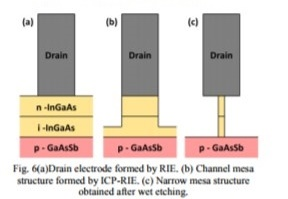 (a)
(b)
(c)
Drain
Drain
Drain
n -InGaAs
i -InGaAs
p - GaAsSb
p - GaAsSb
p - GaAsSb
Fig. 6(a)Drain electrode formed by RIE. (b) Channel mesa
structure formed by ICP-RIE. (c) Narrow mesa structure
obtained after wet etching.